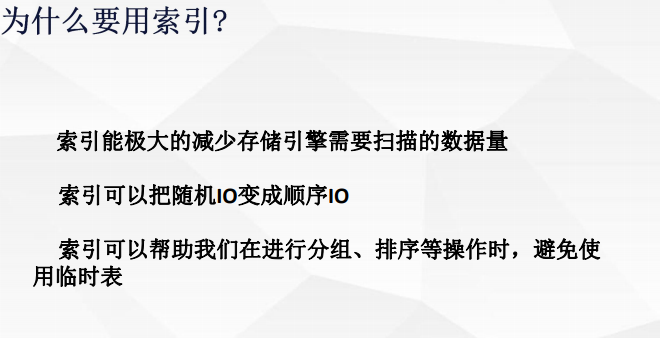 为什么要用索引?
索引能极大的减少存储引擎需要扫描的数据量
索引可以把随机IO变成顺序IO
索引可以帮助我们在进行分组、排序等操作时，避免使
用临时表